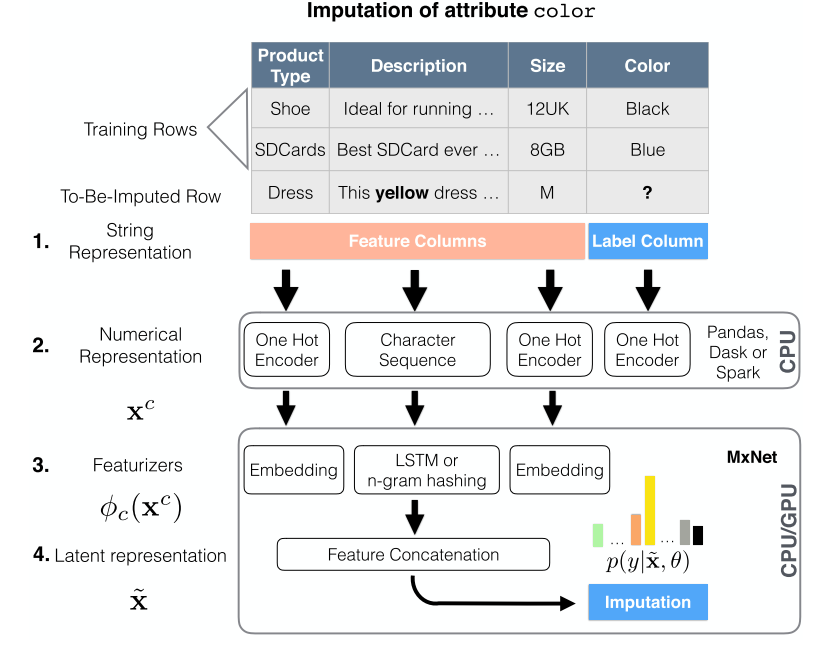 Imputation of attribute color
Product Type Description Size Color
Training Rows
Shoe Ideal for running … 12UK Black
SDCards Best SDCard ever … 8GB Blue
To-Be-Imputed Row Dress This yellow dress … M ?
1. String Representation Feature Columns Label Column
2. Numerical Representation
One Hot Encoder
Character Sequence
One Hot Encoder
One Hot Encoder
Pandas, Dask or Spark
CPU
x^c
3. Featurizers
Embedding
LSTM or n-gram hashing
Embedding
MxNet
ϕ_c(x^c)
... ...
p(y|x̃, θ)
CPU/GPU
4. Latent representation Feature Concatenation
x̃
Imputation